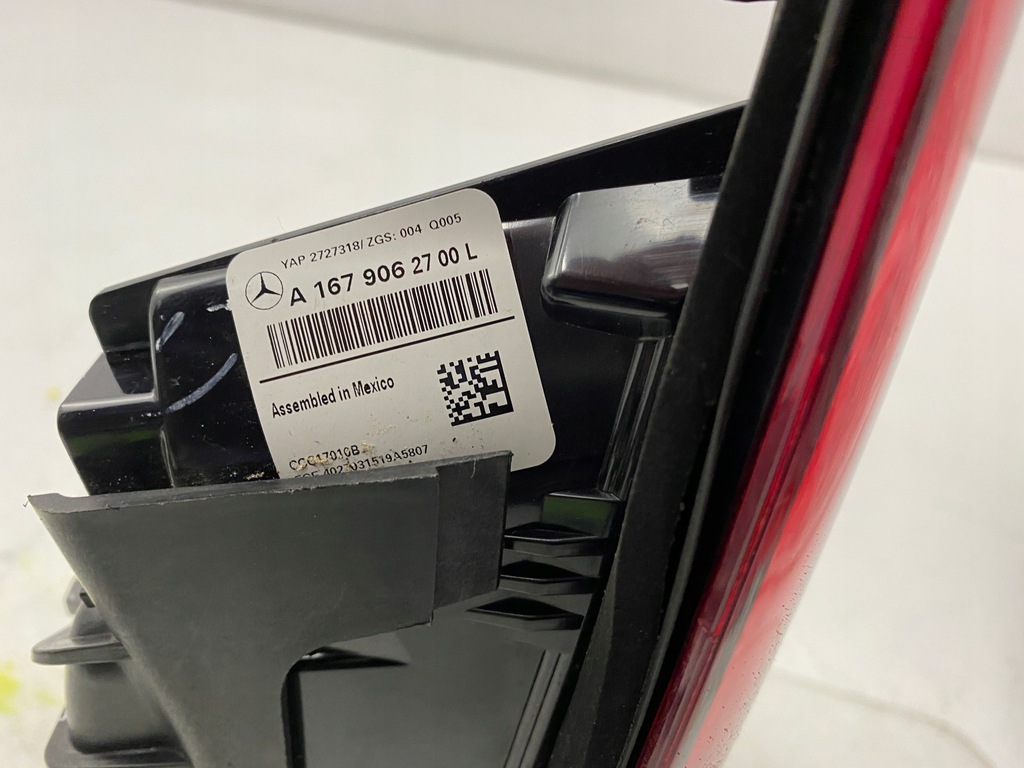 YAP 2727318/ ZGS: 004 Q005
A 167 906 27 00 L
Assembled in Mexico